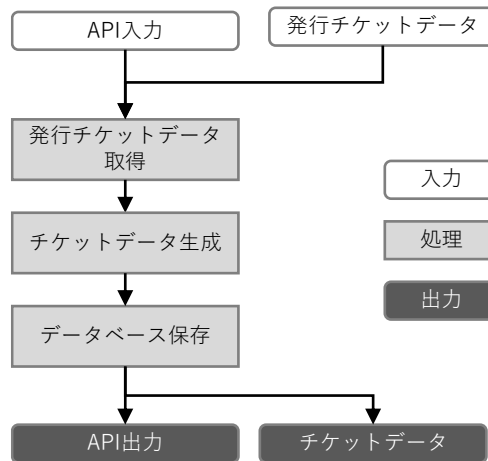 API入力
発行チケットデータ
発行チケットデータ
取得
チケットデータ生成
データベース保存
API出力
チケットデータ
入力
処理
出力